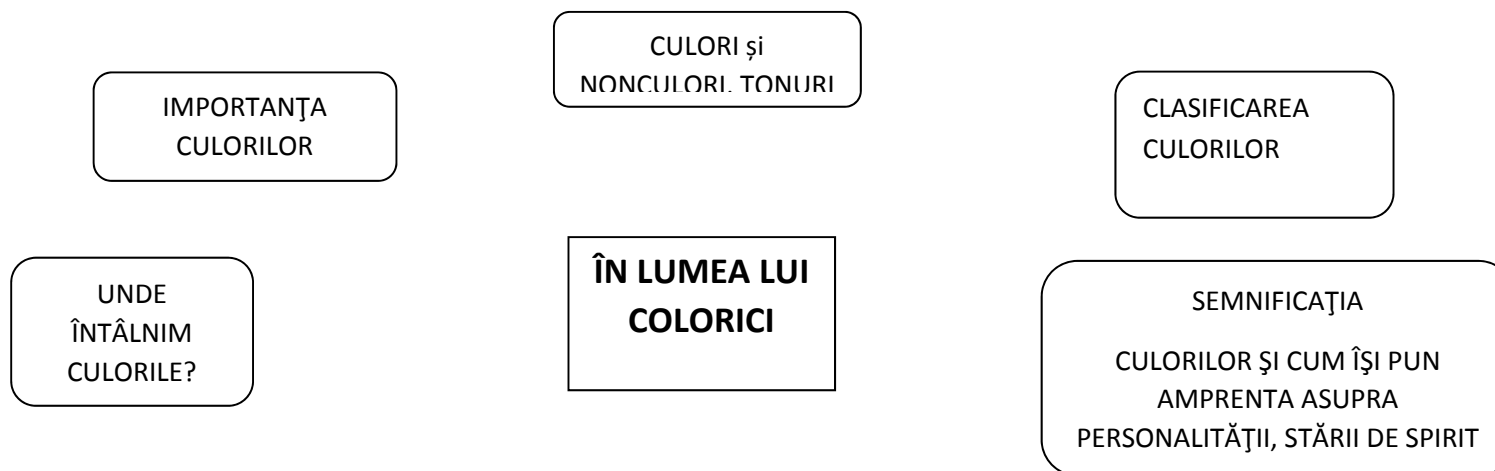 CULORI și
NONCULORI. TONURI
IMPORTANŢA
CULORILOR
CLASIFICAREA
CULORILOR
ÎN LUMEA LUI
COLORICI
UNDE
ÎNTÂLNIM
CULORILE?
SEMNIFICAŢIA
CULORILOR ŞI CUM ÎŞI PUN
AMPRENTA ASUPRA
PERSONALITĂŢII, STĂRII DE SPIRIT